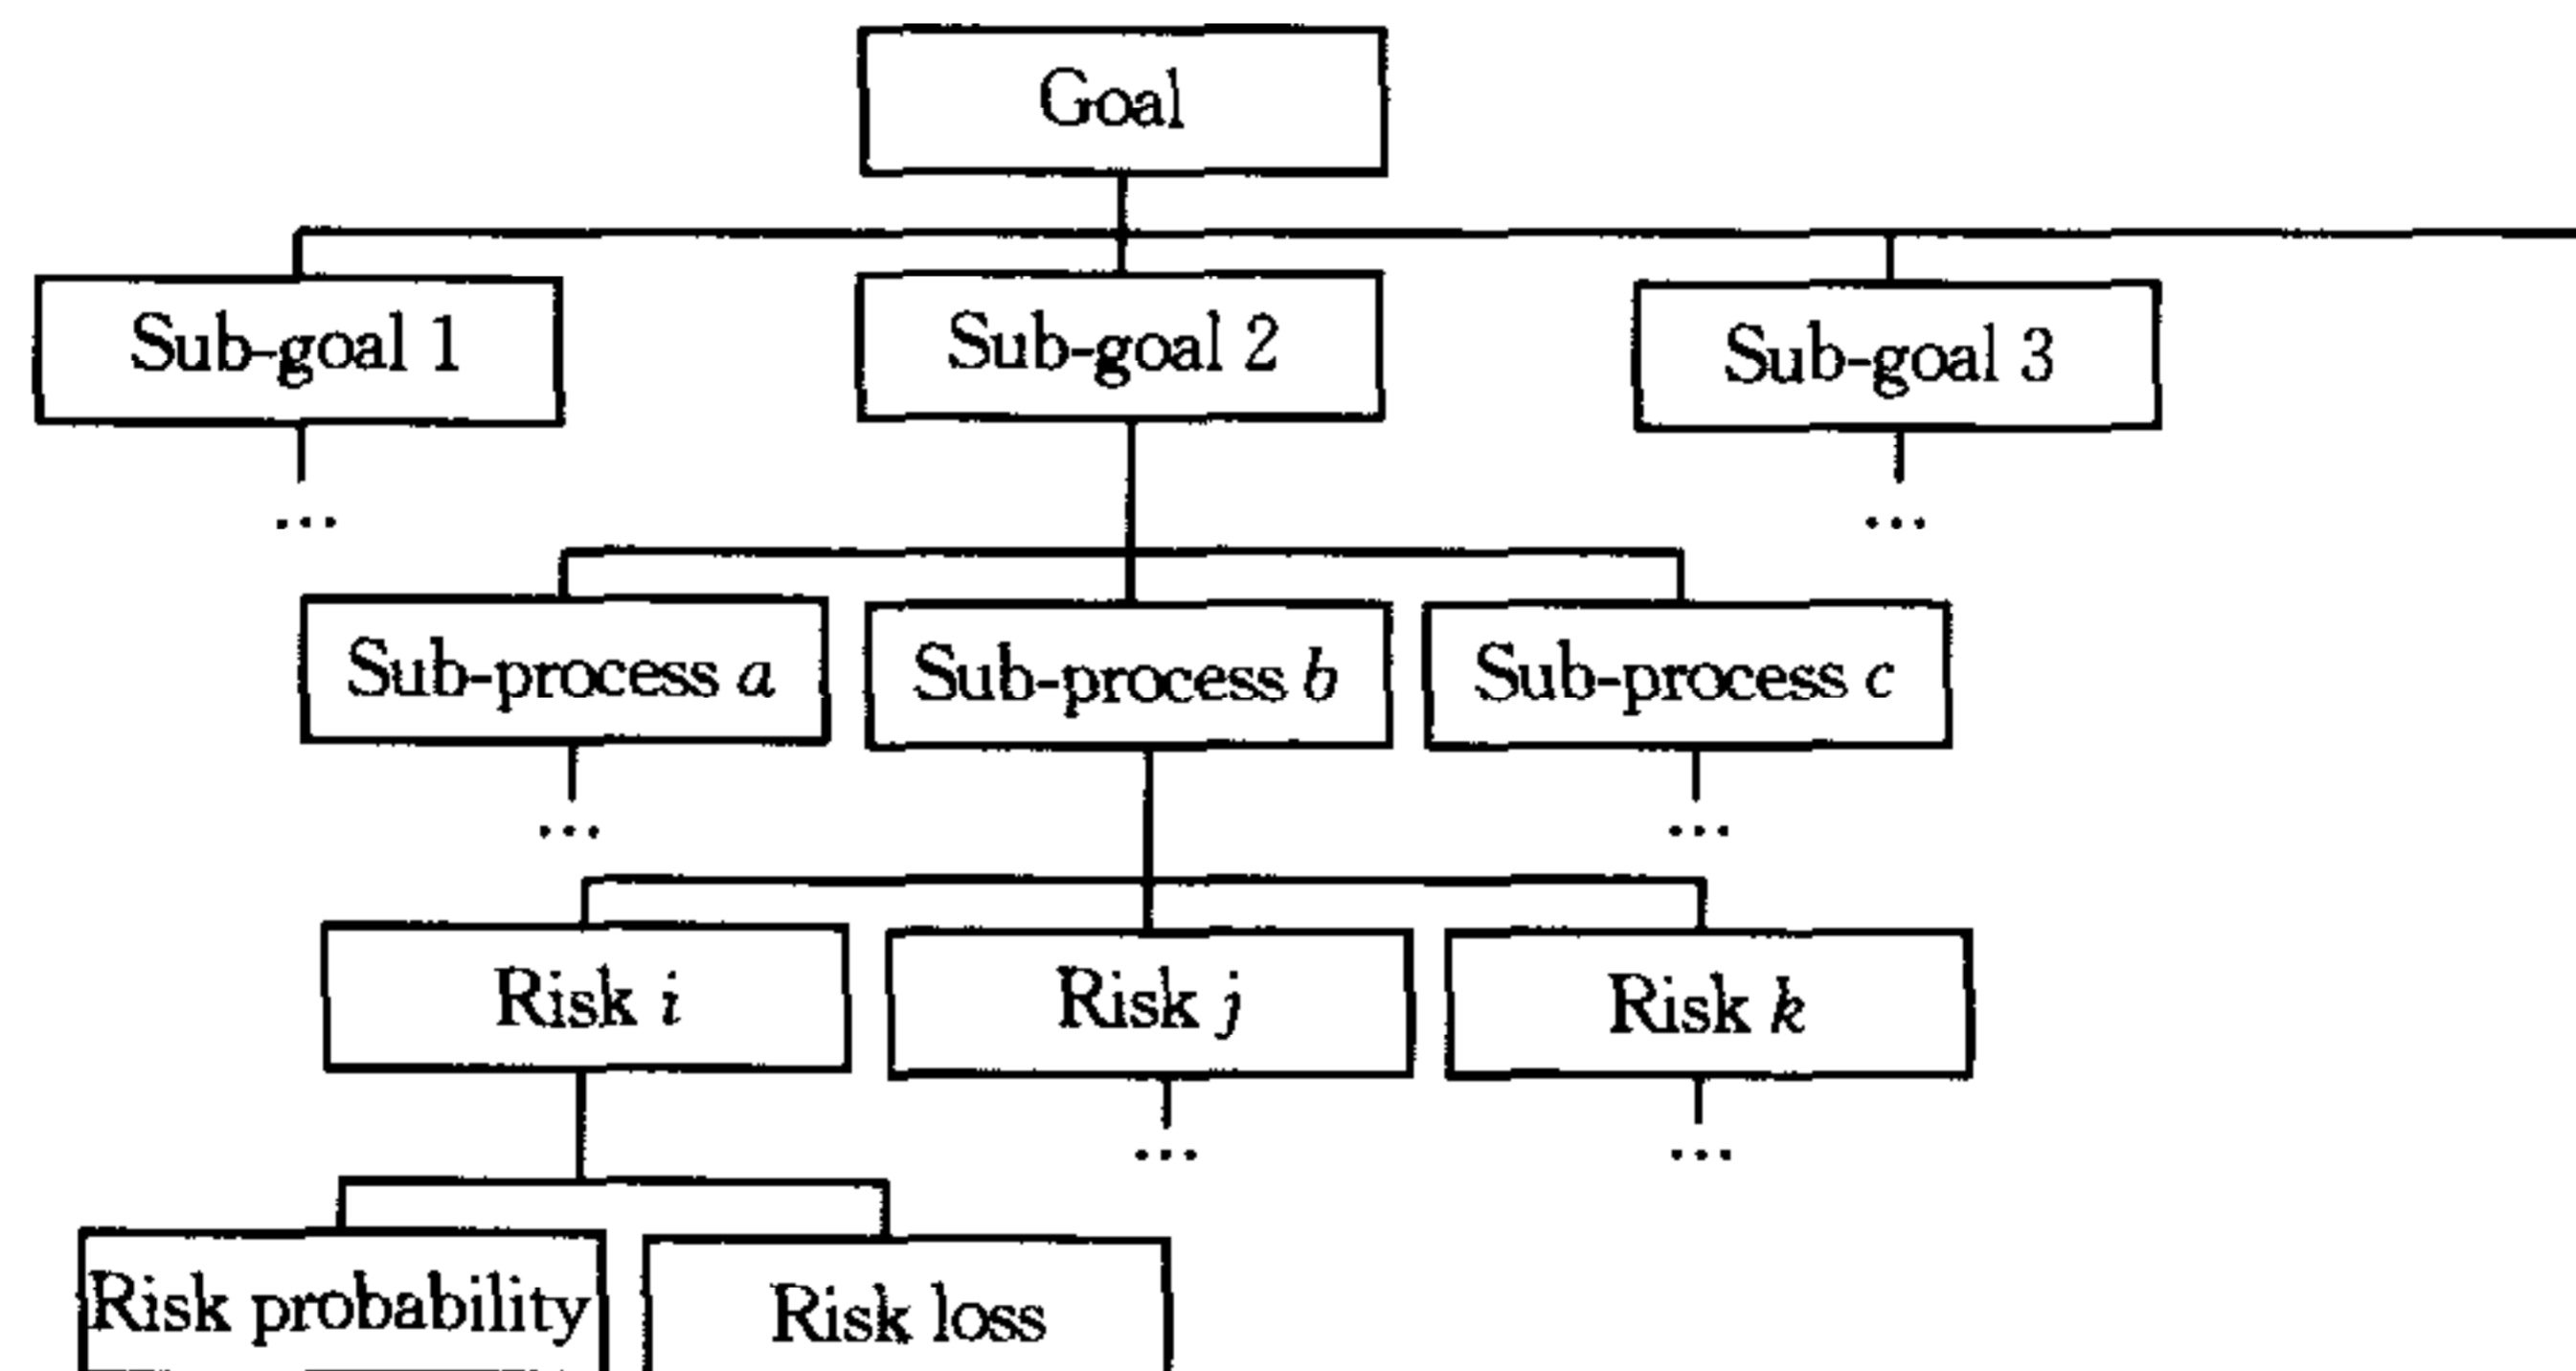 Goal
Sub-goal 1
Sub-goal 2
Sub-goal 3
...
...
Sub-process a
Sub-process b
Sub-process c
...
...
Risk i
Risk j
Risk k
...
...
Risk probability
Risk loss